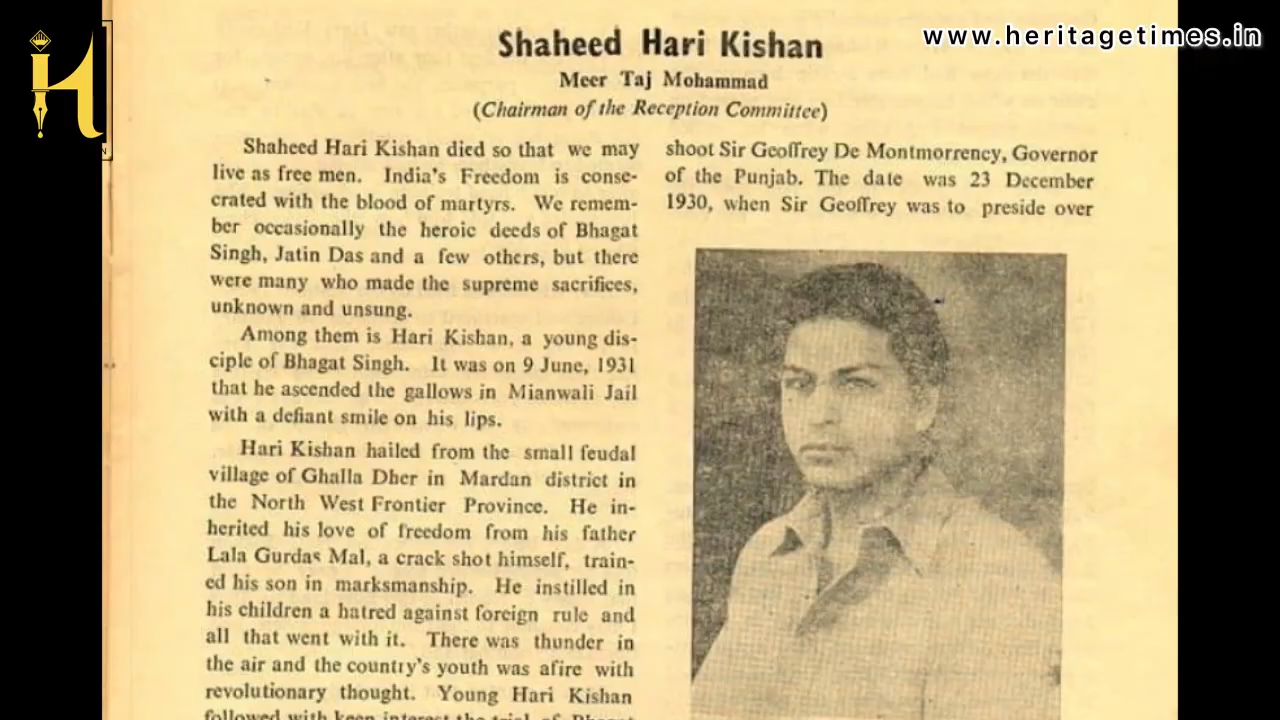 www.heritagetimes.in
Shaheed Hari Kishan
Meer Taj Mohammad
(Chairman of the Reception Committee)
Shaheed Hari Kishan died so that we may
live as free men. India's Freedom is conse-
crated with the blood of martyrs. We remem-
ber occasionally the heroic deeds of Bhagat
Singh, Jatin Das and a few others, but there
were many who made the supreme sacrifices,
unknown and unsung.
Among them is Hari Kishan, a young dis-
ciple of Bhagat Singh. It was on 9 June, 1931
that he ascended the gallows in Mianwali Jail
with a defiant smile on his lips.
Hari Kishan hailed from the small feudal
village of Ghalla Dher in Mardan district in
the North West Frontier Province. He in-
herited his love of freedom from his father
Lala Gurdas Mal, a crack shot himself, train-
ed his son in marksmanship. He instilled in
his children a hatred against foreign rule and
all that went with it. There was thunder in
the air and the country's youth was afire with
revolutionary thought. Young Hari Kishan
followed with keen interest the trial of Bhagat
shoot Sir Geoffrey De Montmorrency, Governor
of the Punjab. The date was 23 December
1930, when Sir Geoffrey was to preside over